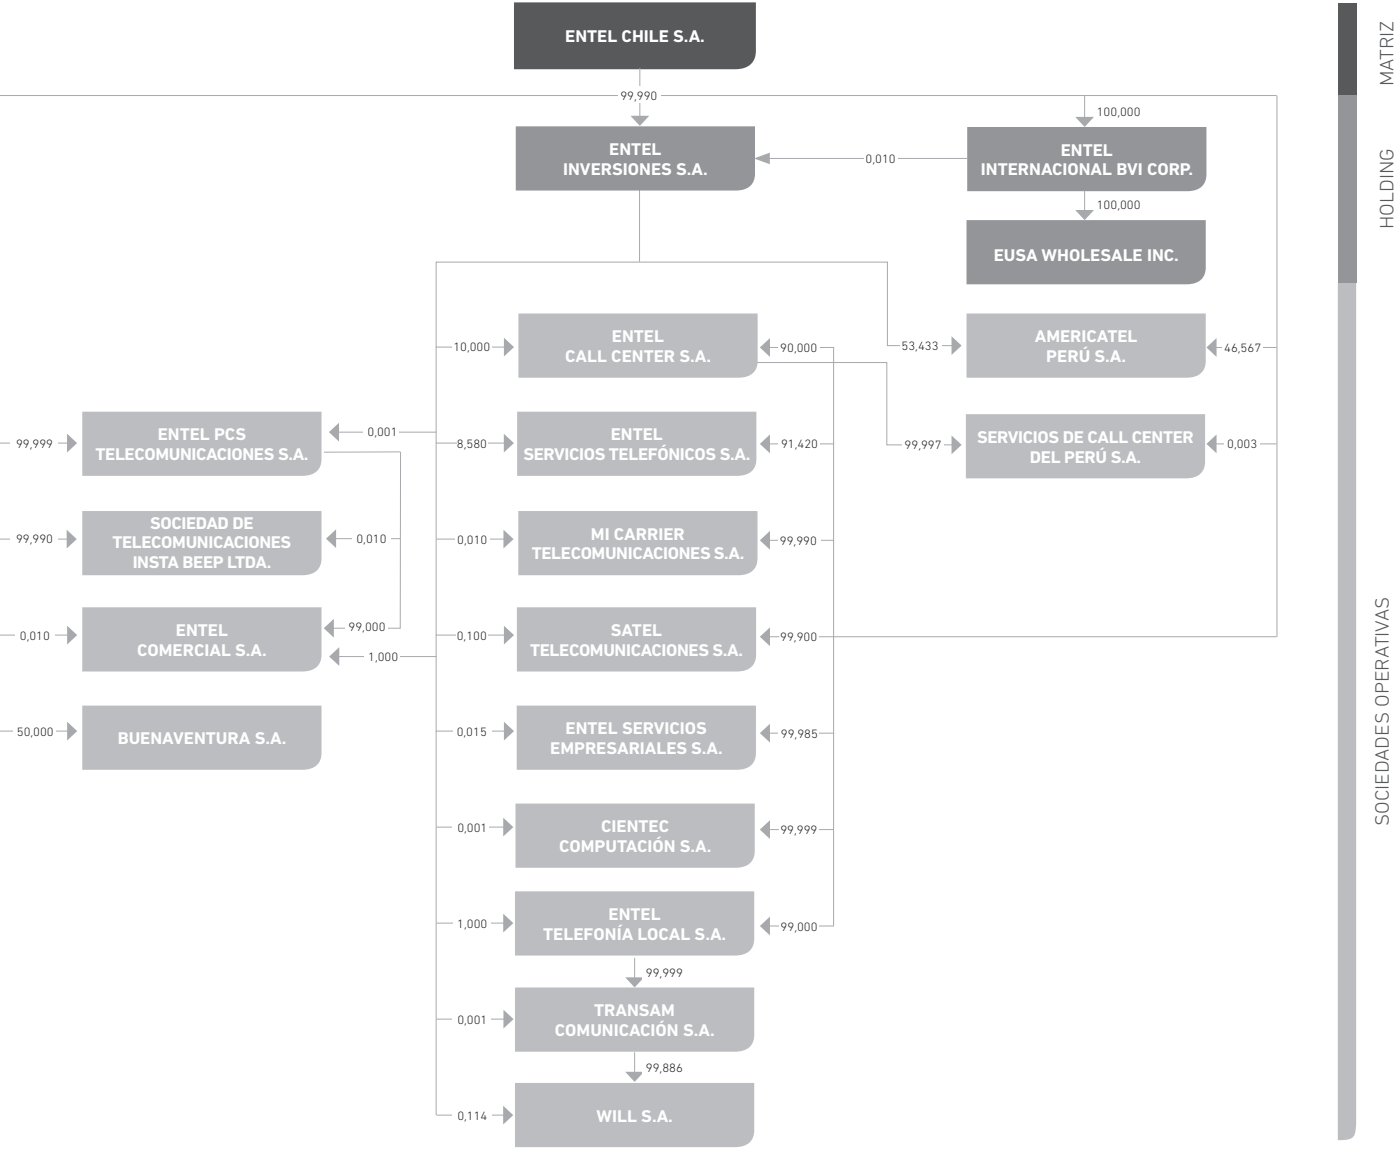 ENTEL CHILE S.A.
MATRIZ
99,990
100,000
ENTEL
INVERSIONES S.A.
0,010
ENTEL
INTERNACIONAL BVI CORP.
HOLDING
100,000
EUSA WHOLESALE INC.
10,000
ENTEL
CALL CENTER S.A.
90,000
53,433
AMERICATEL
PERÚ S.A.
46,567
99,999
ENTEL PCS
TELECOMUNICACIONES S.A.
0,001
8,580
ENTEL
SERVICIOS TELEFÓNICOS S.A.
91,420
99,997
SERVICIOS DE CALL CENTER
DEL PERÚ S.A.
0,003
99,990
SOCIEDAD DE
TELECOMUNICACIONES
INSTA BEEP LTDA.
0,010
0,010
MI CARRIER
TELECOMUNICACIONES S.A.
99,990
0,010
ENTEL
COMERCIAL S.A.
99,000
1,000
0,100
SATEL
TELECOMUNICACIONES S.A.
99,900
SOCIEDADES OPERATIVAS
50,000
BUENAVENTURA S.A.
0,015
ENTEL SERVICIOS
EMPRESARIALES S.A.
99,985
0,001
CIENTEC
COMPUTACIÓN S.A.
99,999
1,000
ENTEL
TELEFONÍA LOCAL S.A.
99,000
99,999
0,001
TRANSAM
COMUNICACIÓN S.A.
99,886
0,114
WILL S.A.